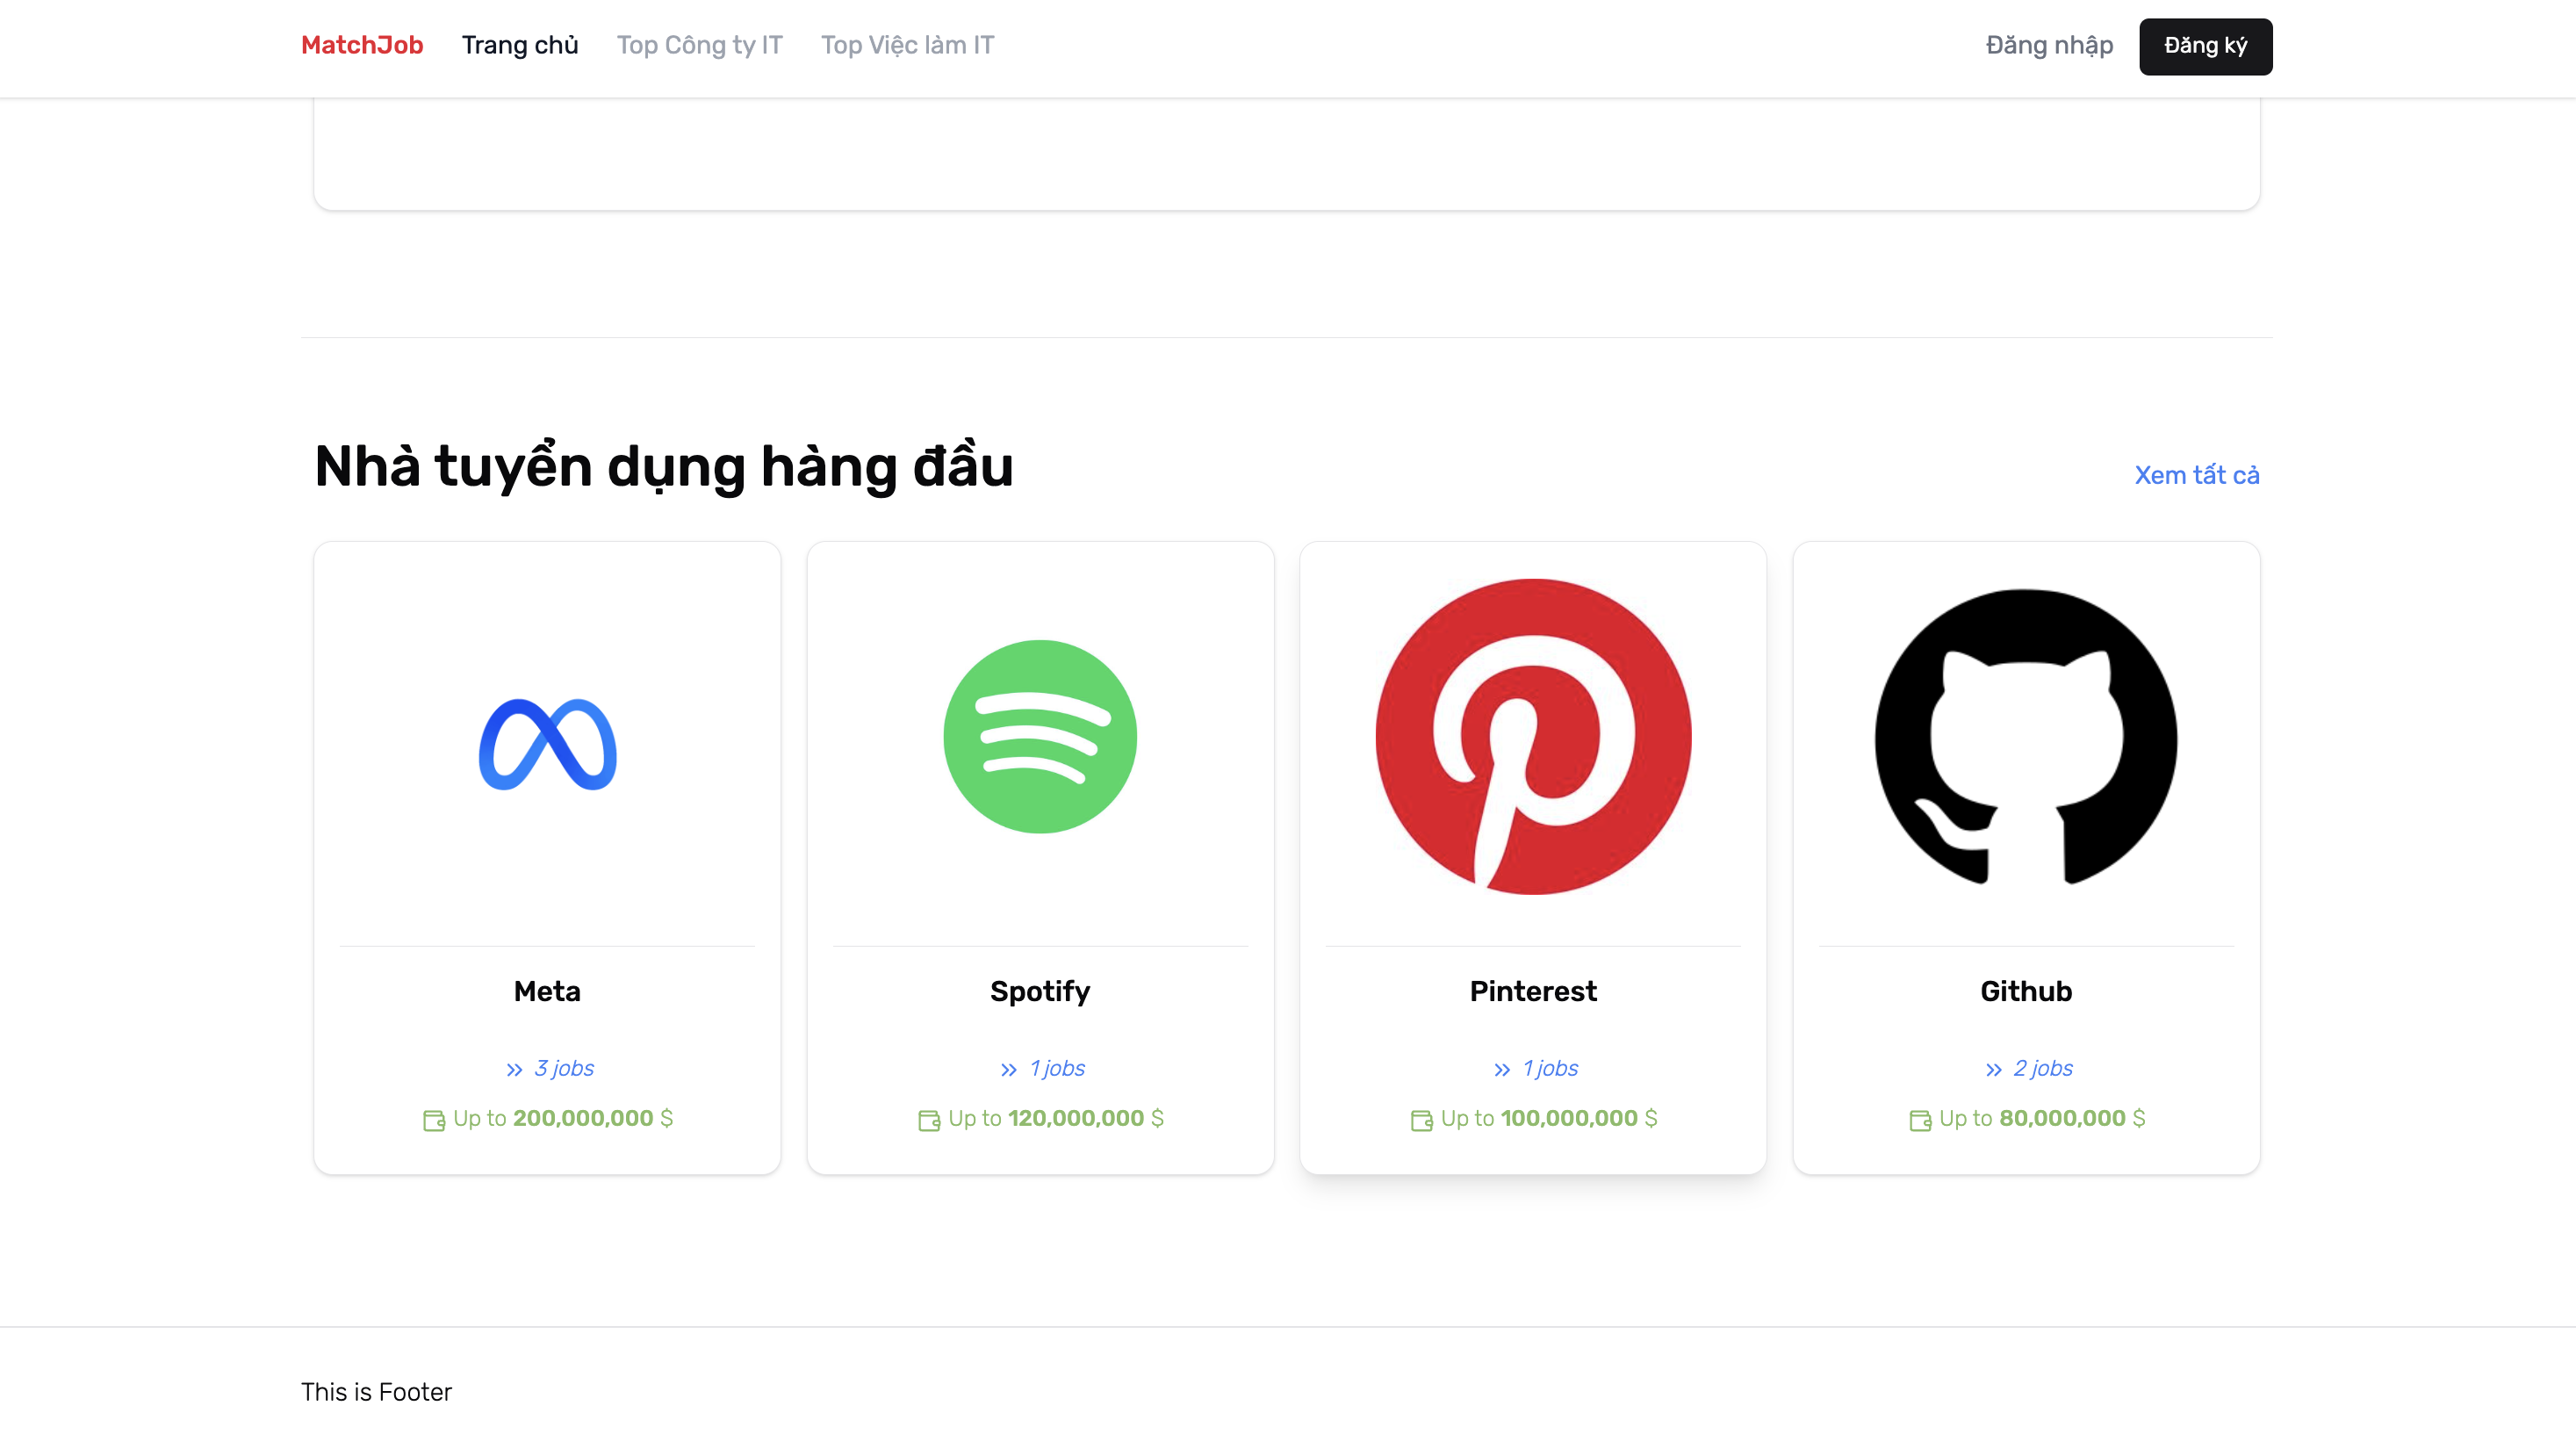 MatchJob Trang chủ Top Công ty IT Top Việc làm IT Đăng nhập Đăng ký
Nhà tuyển dụng hàng đầu
Xem tất cả
Meta
3 jobs
Up to 200,000,000 $
Spotify
1 jobs
Up to 120,000,000 $
Pinterest
1 jobs
Up to 100,000,000 $
Github
2 jobs
Up to 80,000,000 $
This is Footer